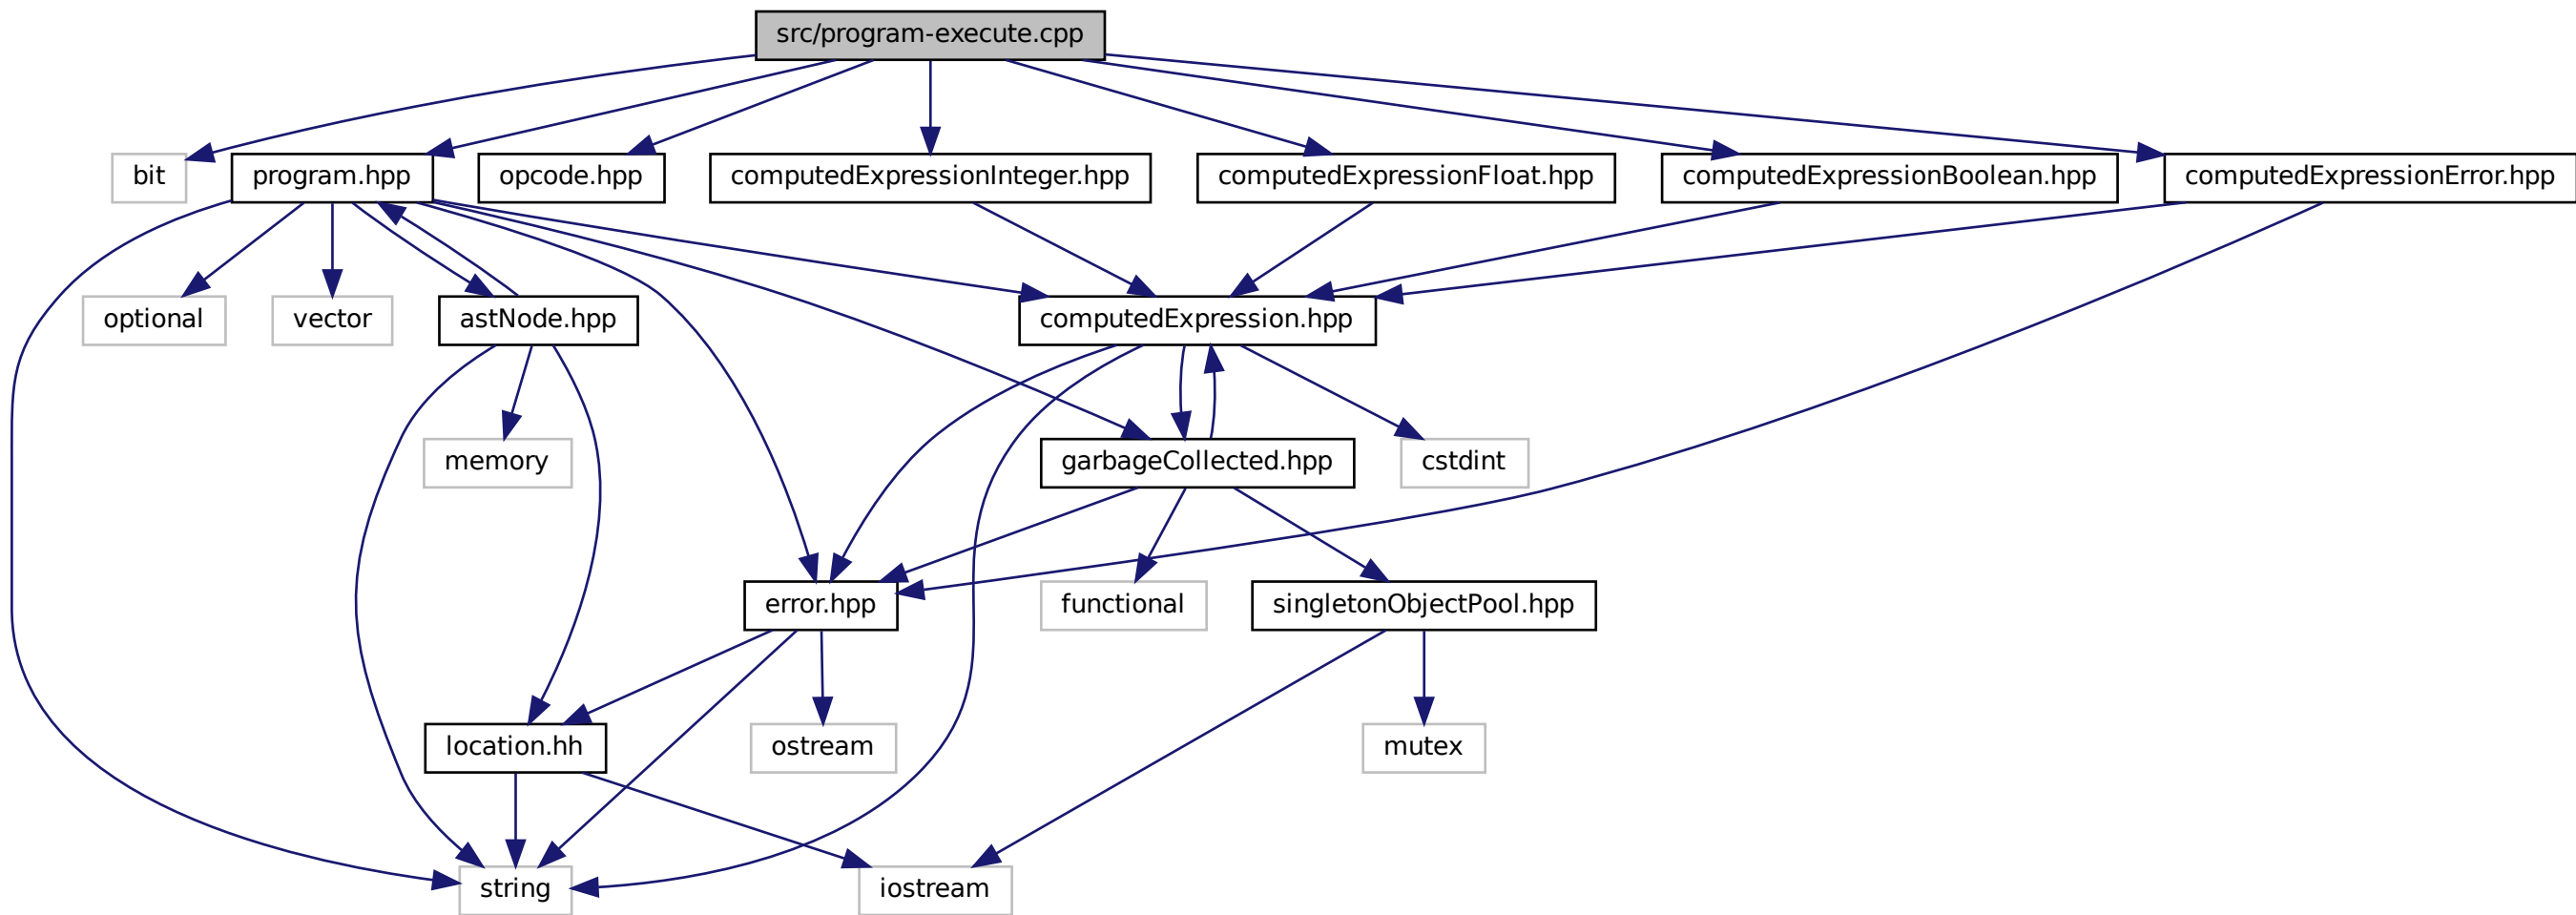 src/program-execute.cpp
bit
program.hpp
opcode.hpp
computedExpressionInteger.hpp
computedExpressionFloat.hpp
computedExpressionBoolean.hpp
computedExpressionError.hpp
optional
vector
astNode.hpp
computedExpression.hpp
memory
garbageCollected.hpp
cstdint
error.hpp
functional
singletonObjectPool.hpp
location.hh
ostream
mutex
string
iostream